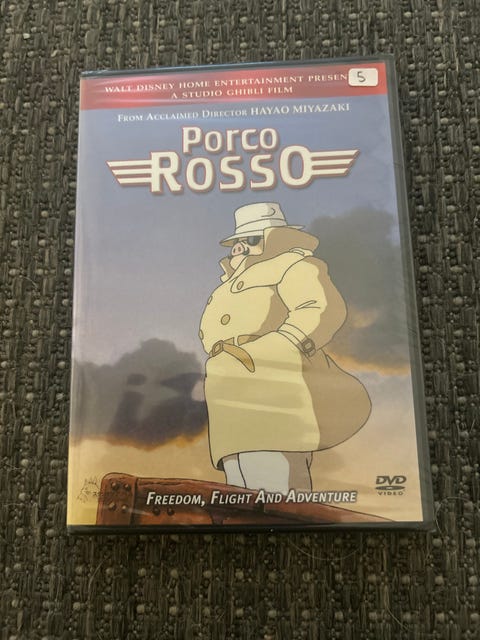 WALT DISNEY HOME ENTERTAINMENT PRESEN
5
A STUDIO GHIBLI FILM
FROM ACCLAIMED DIRECTOR HAYAO MIYAZAKI
PORCO
ROSSO
FREEDOM, FLIGHT AND ADVENTURE
DVD
VIDEO